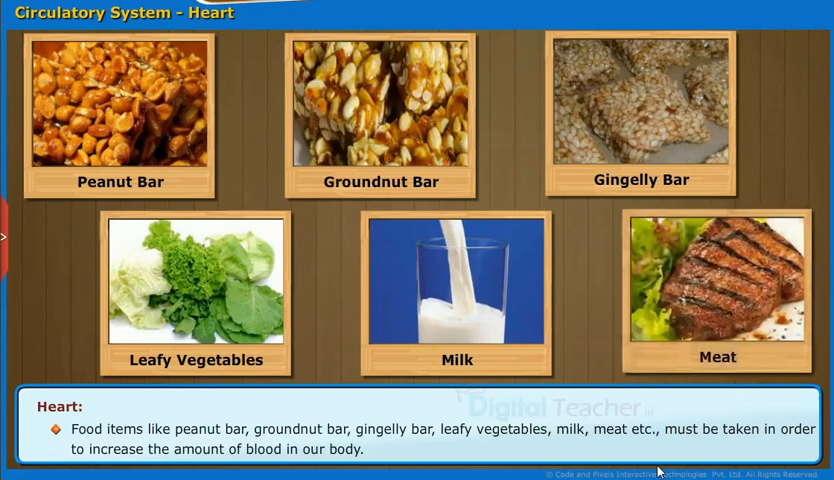 Circulatory System - Heart
Peanut Bar
Groundnut Bar
Gingelly Bar
Leafy Vegetables
Milk
Meat
Digital Teacher.in
Heart:
Food items like peanut bar, groundnut bar, gingelly bar, leafy vegetables, milk, meat etc., must be taken in order
to increase the amount of blood in our body.
© Code and Pixels Interactive Technologies Pvt. Ltd. All Rights Reserved.